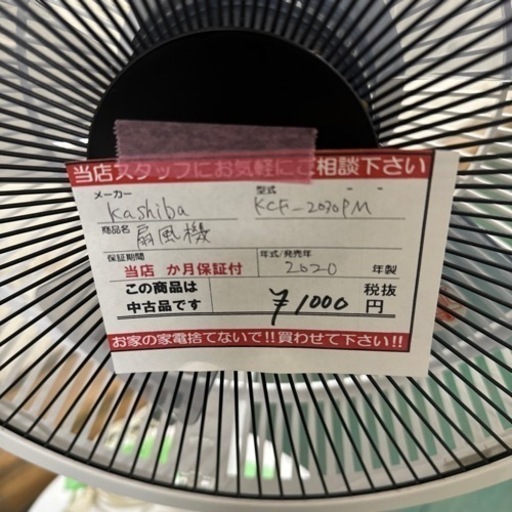 当店スタッフにお気軽にご相談下さい
メーカー 型式
Kashiba KCF-2030PM
商品名 扇風機
保証期間 年式/発売年
当店 か月保証付 2020 年製
この商品は 税抜
中古品です ¥1000 円
お家の家電捨てないで!!買わせて下さい!!